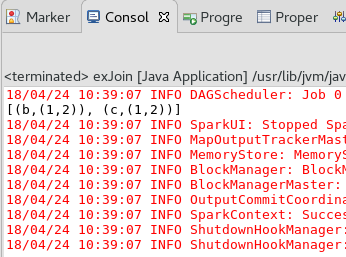 Marker Consol Progre Proper
<terminated> exJoin [Java Application] /usr/lib/jvm/jav
18/04/24 10:39:07 INFO DAGScheduler: Job 0
[(b,(1,2)), (c,(1,2))]
18/04/24 10:39:07 INFO SparkUI: Stopped Spa
18/04/24 10:39:07 INFO MapOutputTrackerMast
18/04/24 10:39:07 INFO MemoryStore: MemoryS
18/04/24 10:39:07 INFO BlockManager: BlockM
18/04/24 10:39:07 INFO BlockManagerMaster:
18/04/24 10:39:07 INFO OutputCommitCoordina
18/04/24 10:39:07 INFO SparkContext: Succes
18/04/24 10:39:07 INFO ShutdownHookManager:
18/04/24 10:39:07 INFO ShutdownHookManager: